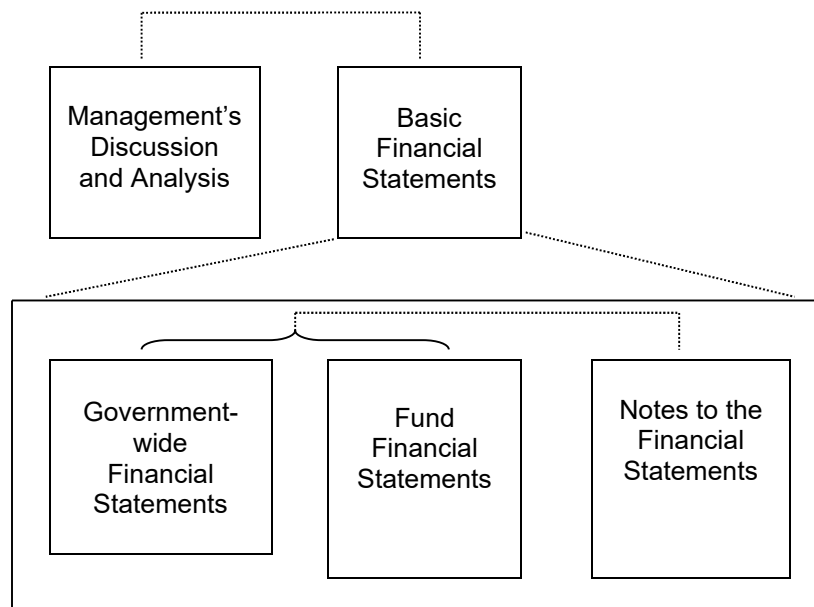 Management’s
Discussion
and Analysis
Basic
Financial
Statements
Government-
wide
Financial
Statements
Fund
Financial
Statements
Notes to the
Financial
Statements